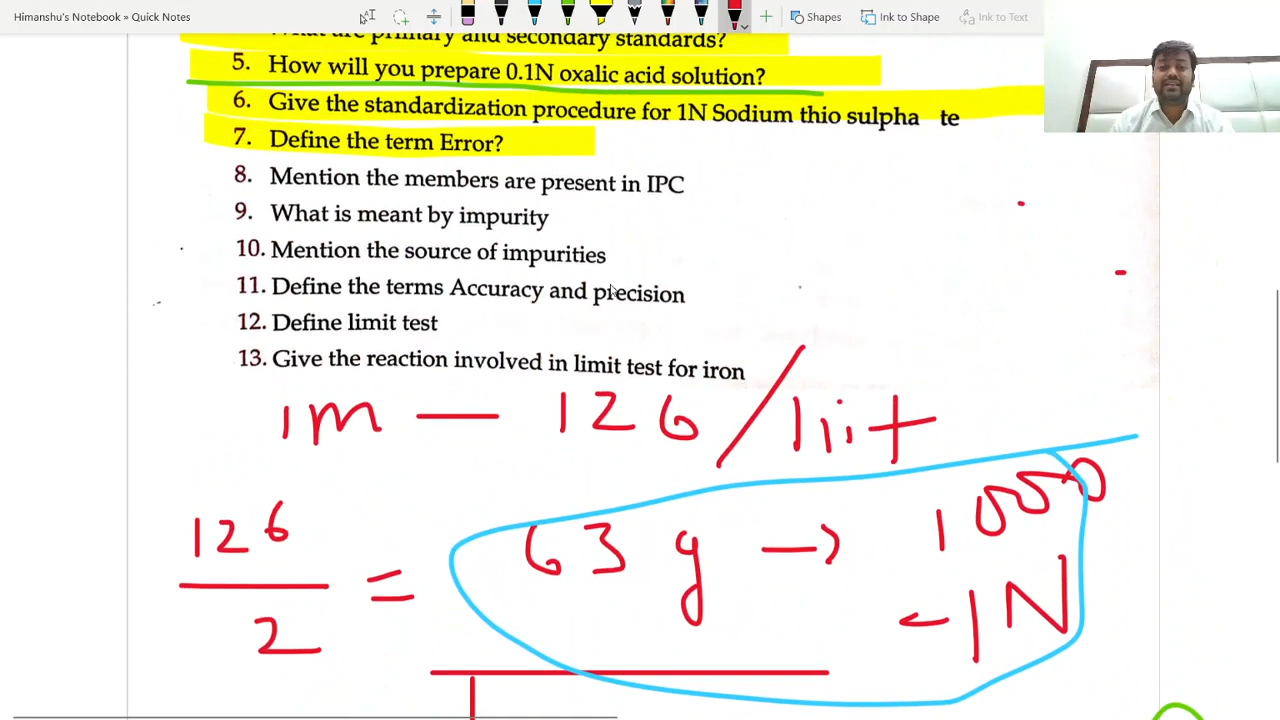 Himanshu's Notebook » Quick Notes
Shapes
Ink to Shape
Ink to Text
What are primary and secondary standards?
5. How will you prepare 0.1N oxalic acid solution?
6. Give the standardization procedure for 1N Sodium thio sulpha te
7. Define the term Error?
8. Mention the members are present in IPC
9. What is meant by impurity
10. Mention the source of impurities
11. Define the terms Accuracy and precision
12. Define limit test
13. Give the reaction involved in limit test for iron
1M — 126 / lit
126
2
= 63 g → 1000
- 1N